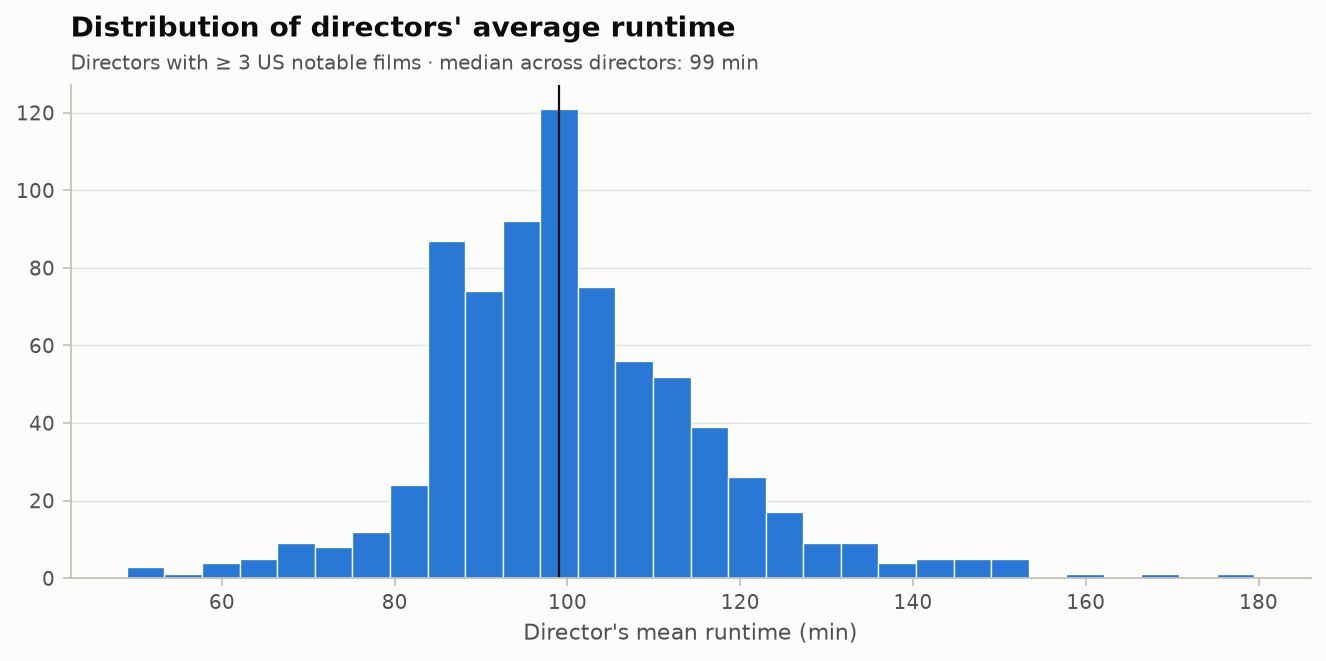 Distribution of directors' average runtime
Directors with ≥ 3 US notable films · median across directors: 99 min
120
100
80
60
40
20
0
60 80 100 120 140 160 180
Director's mean runtime (min)